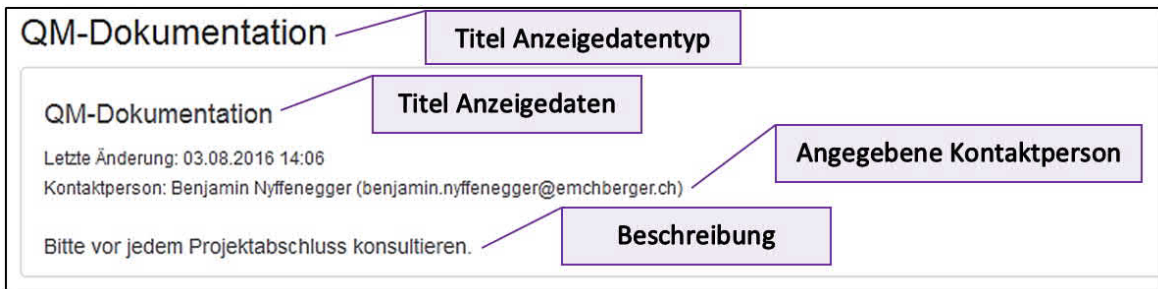 QM-Dokumentation
Titel Anzeigedatentyp
QM-Dokumentation
Titel Anzeigedaten
Letzte Änderung: 03.08.2016 14:06
Kontaktperson: Benjamin Nyffenegger (benjamin.nyffenegger@emchberger.ch)
Angegebene Kontaktperson
Bitte vor jedem Projektabschluss konsultieren.
Beschreibung